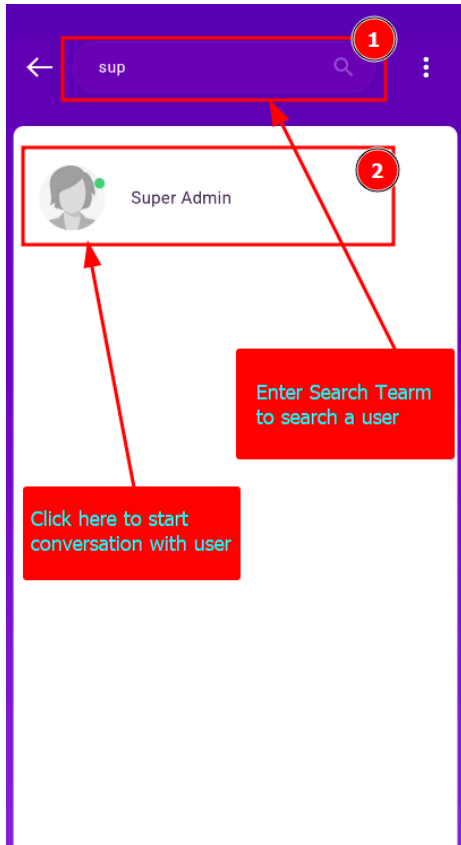 1
sup
2
Super Admin
Enter Search Tearm
to search a user
Click here to start
conversation with user